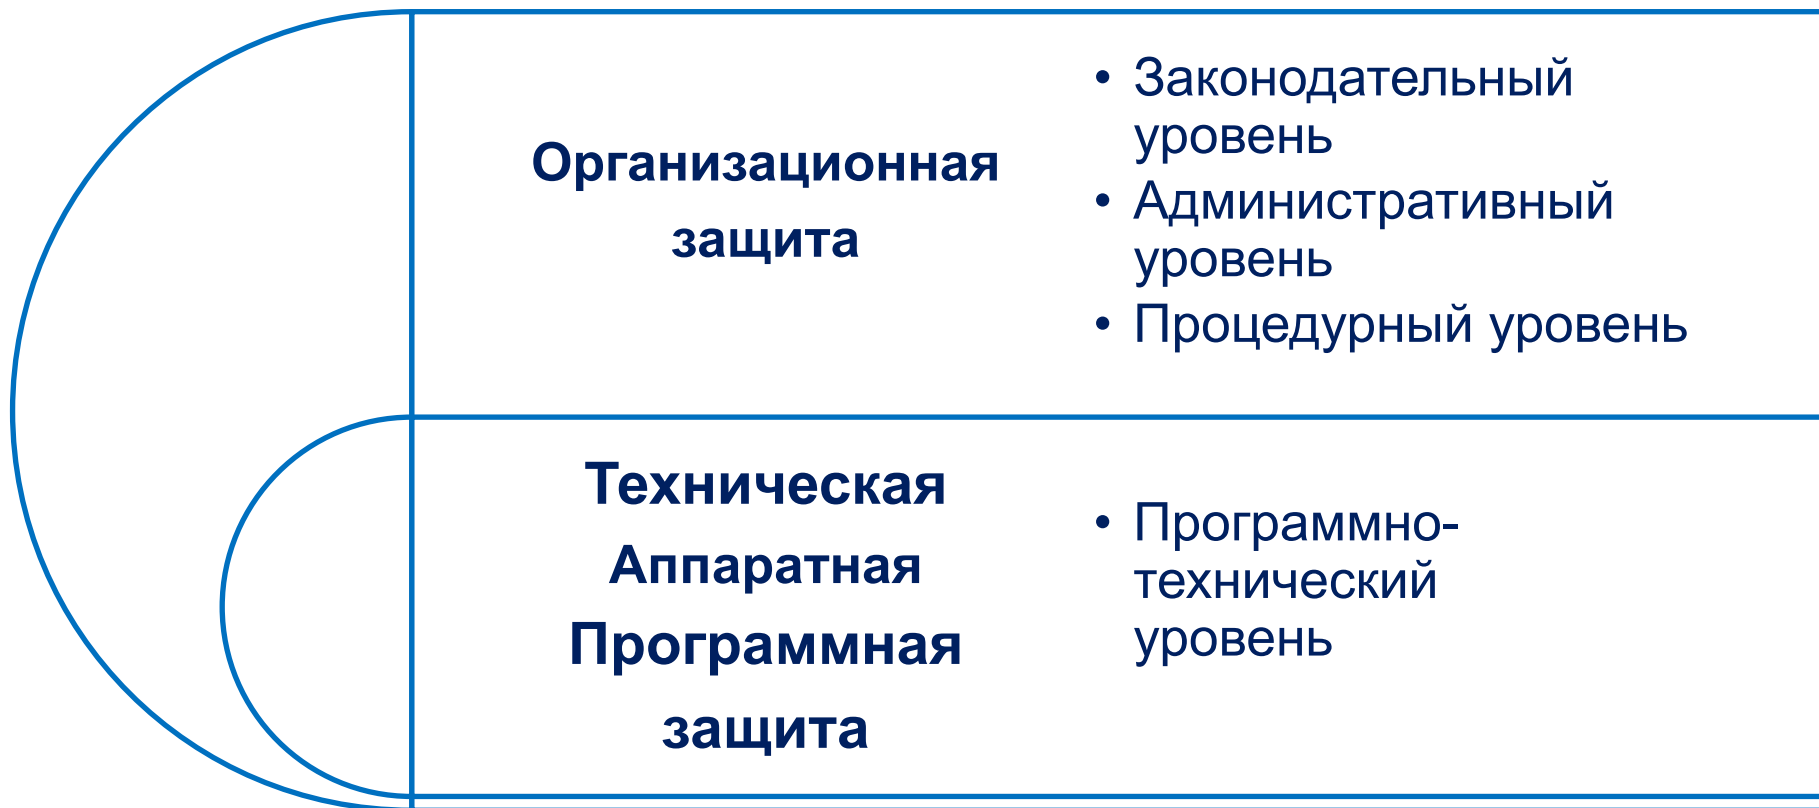 Организационная
защита
• Законодательный
уровень
• Административный
уровень
• Процедурный уровень
Техническая
Аппаратная
Программная
защита
• Программно-
технический
уровень